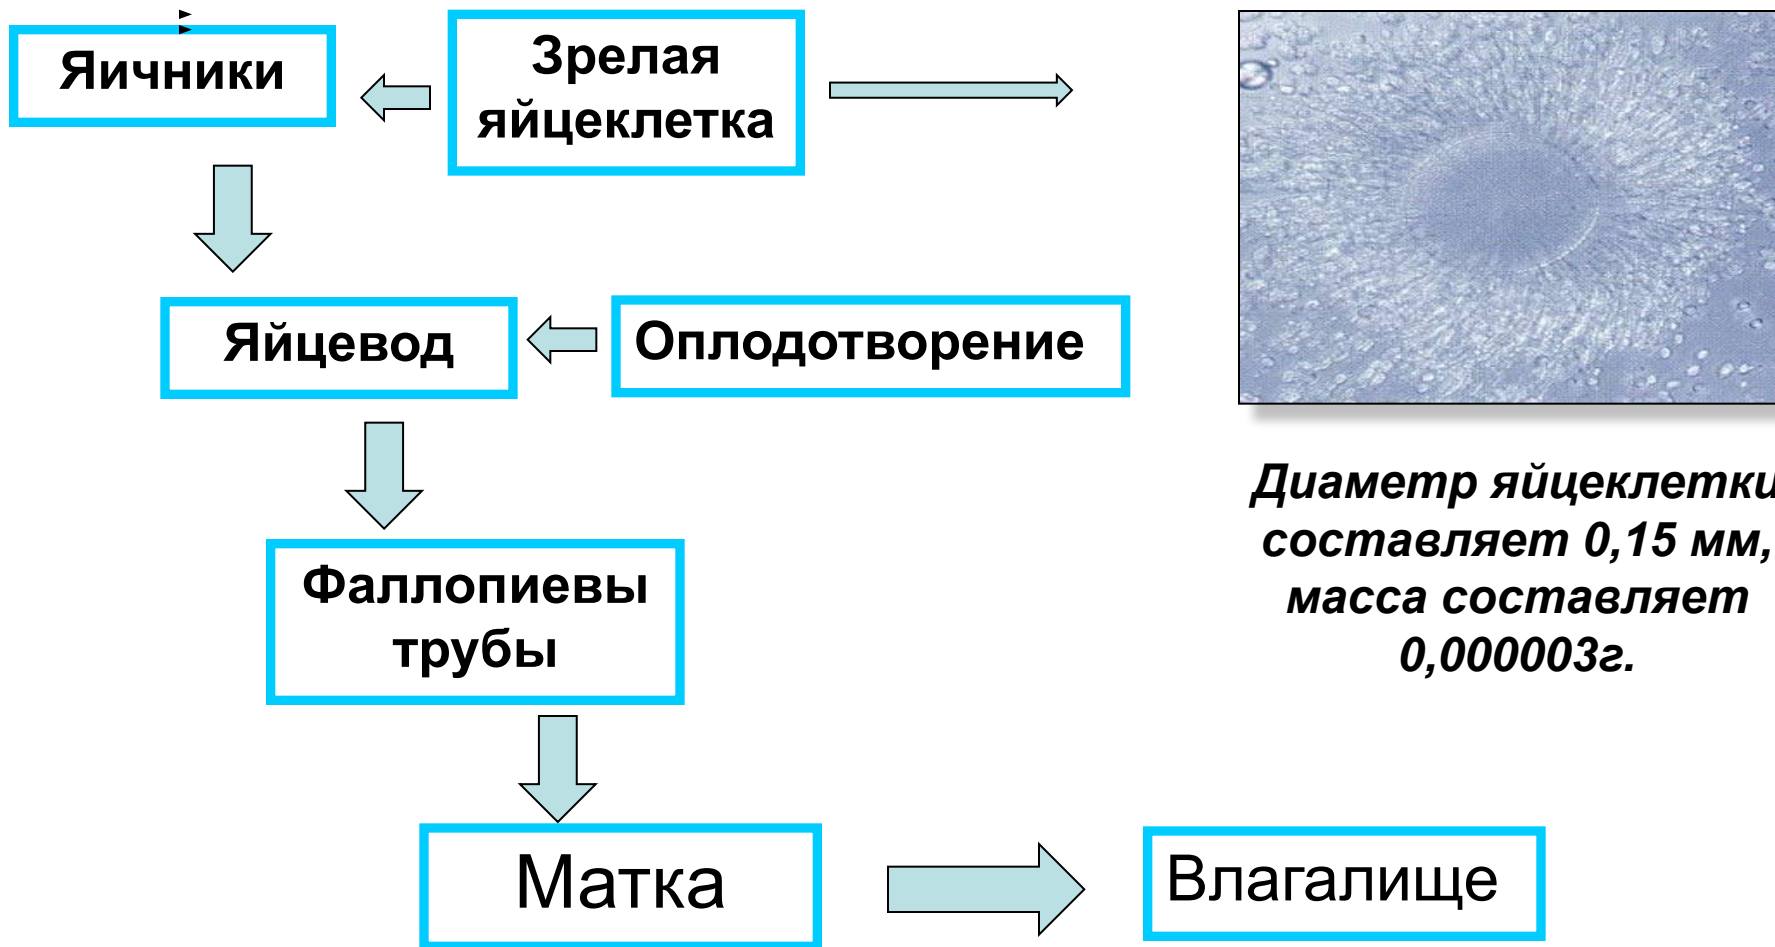 Яичники
Зрелая
яйцеклетка
Яйцевод
Оплодотворение
Фаллопиевы
трубы
Матка
Влагалище
Диаметр яйцеклетки
составляет 0,15 мм,
масса составляет
0,000003г.